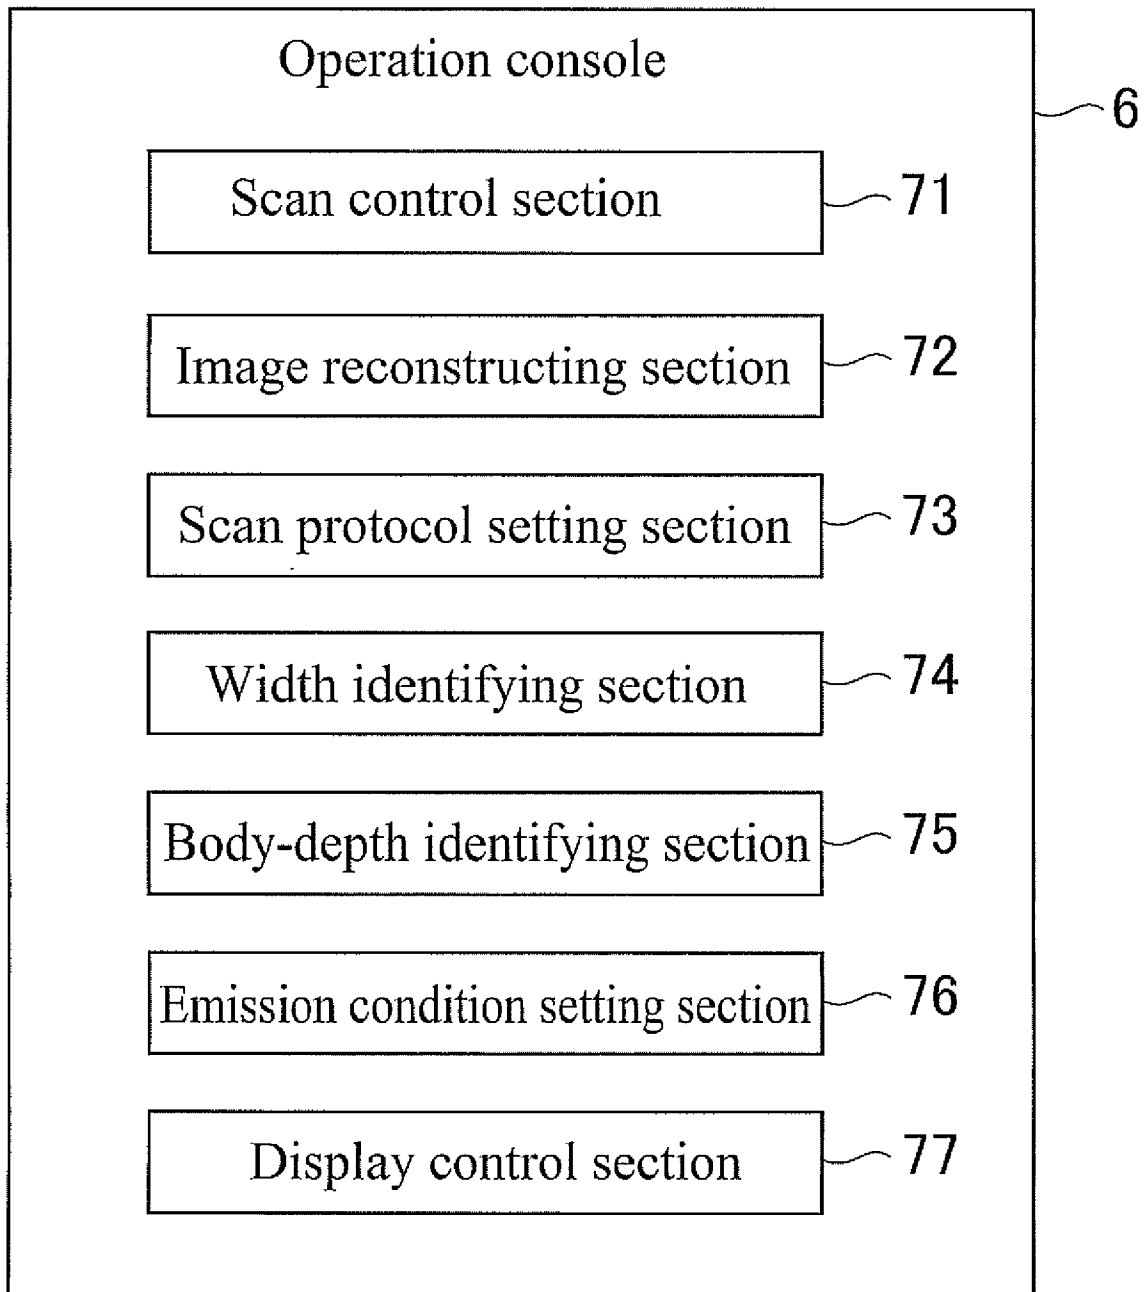 Operation console
6
Scan control section
71
Image reconstructing section
72
Scan protocol setting section
73
Width identifying section
74
Body-depth identifying section
75
Emission condition setting section
76
Display control section
77